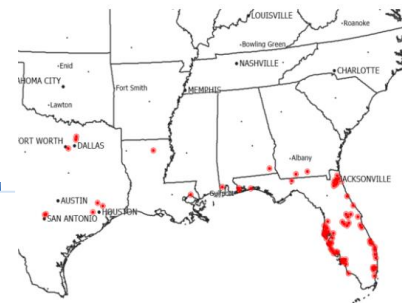 LOUISVILLE
Roanoke
Bowling Green
Enid
NASHVILLE
CHARLOTTE
AHOMA CITY
Fort Smith
MEMPHIS
Lawton
ORT WORTH
DALLAS
Albany
JACKSONVILLE
AUSTIN
HOUSTON
SAN ANTONIO